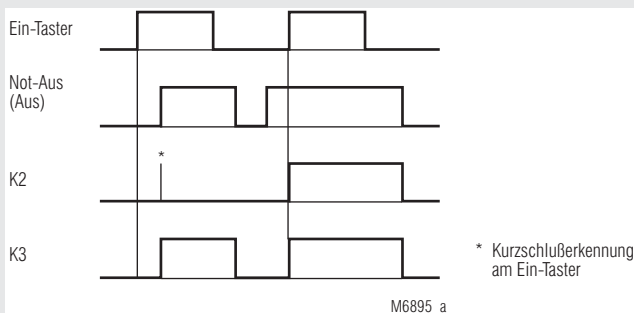 Ein-Taster
Not-Aus
(Aus)
*
K2
K3
* Kurzschlußerkennung
am Ein-Taster
M6895 a